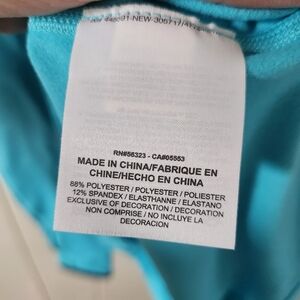 RN#56323 - CA#05553
MADE IN CHINA/FABRIQUE EN
CHINE/HECHO EN CHINA
88% POLYESTER / POLYESTER / POLIESTER
12% SPANDEX / ELASTHANNE / ELASTANO
EXCLUSIVE OF DECORATION / DECORATION
NON COMPRISE / NO INCLUYE LA
DECORACION